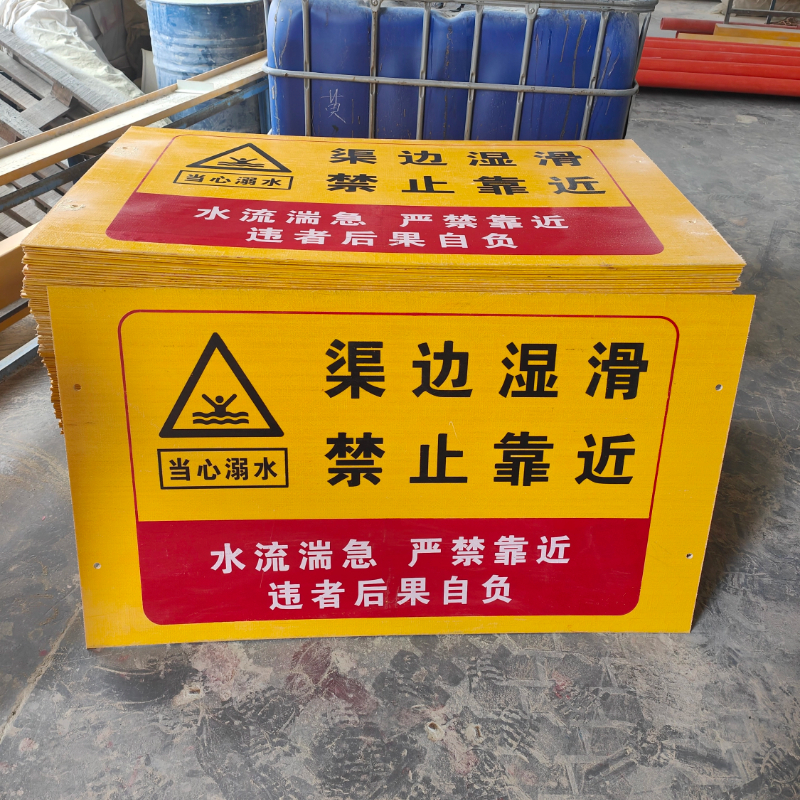 渠边湿滑
禁止靠近
当心溺水
水流湍急 严禁靠近
违者后果自负
渠边湿滑
禁止靠近
当心溺水
水流湍急 严禁靠近
违者后果自负